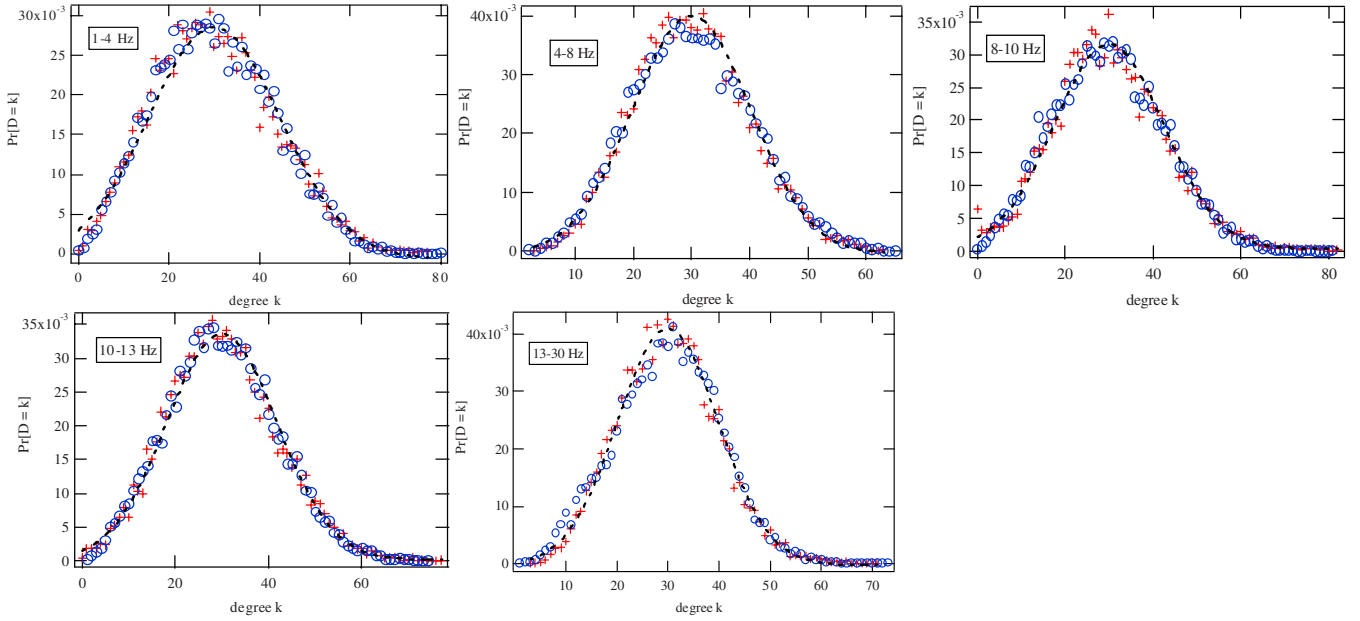 30x10⁻³
25
20
15
10
5
0
Pr[D = k]
1-4 Hz
0 20 40 60 80
degree k
40x10⁻³
30
20
10
0
Pr[D = k]
4-8 Hz
10 20 30 40 50 60
degree k
35x10⁻³
30
25
20
15
10
5
0
Pr[D = k]
8-10 Hz
0 20 40 60 80
degree k
35x10⁻³
30
25
20
15
10
5
0
Pr[D = k]
10-13 Hz
0 20 40 60
degree k
40x10⁻³
30
20
10
0
Pr[D = k]
13-30 Hz
10 20 30 40 50 60 70
degree k